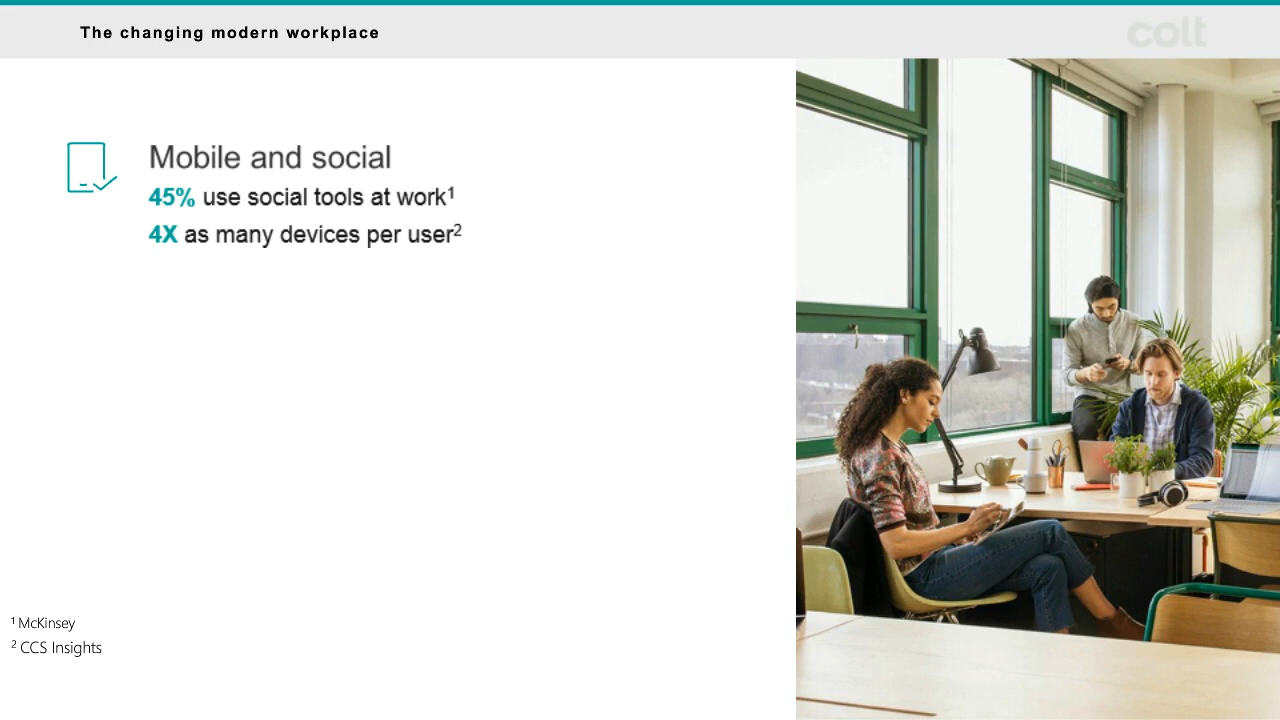 The changing modern workplace
colt
Mobile and social
45% use social tools at work¹
4X as many devices per user²
¹ McKinsey
² CCS Insights